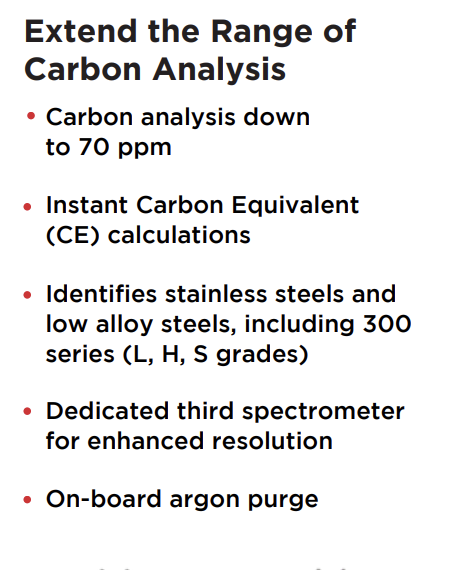 Extend the Range of
Carbon Analysis
• Carbon analysis down
to 70 ppm
• Instant Carbon Equivalent
(CE) calculations
• Identifies stainless steels and
low alloy steels, including 300
series (L, H, S grades)
• Dedicated third spectrometer
for enhanced resolution
• On-board argon purge